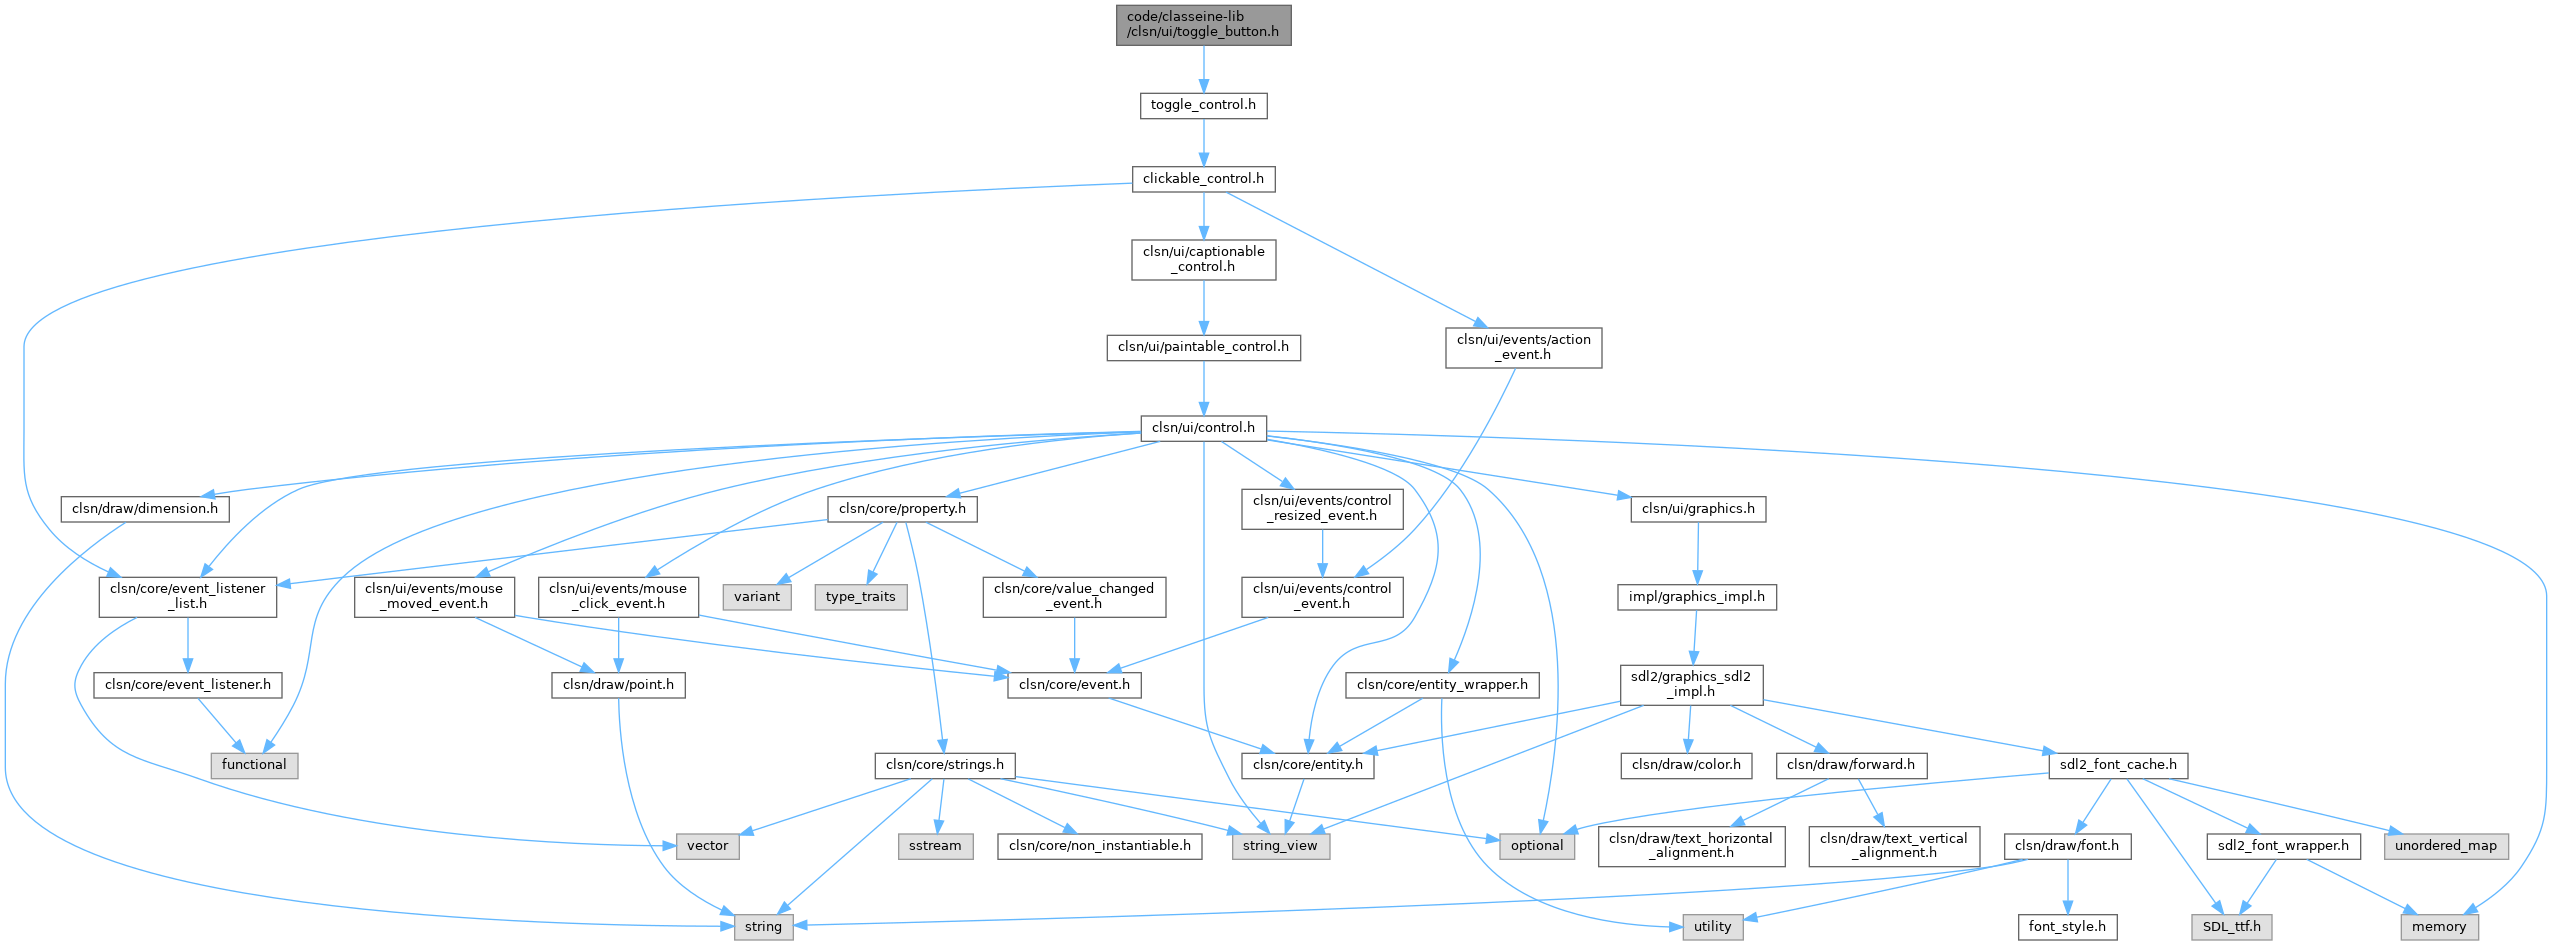 code/classeine-lib
/clsn/ui/toggle_button.h
toggle_control.h
clickable_control.h
clsn/ui/captionable
_control.h
clsn/ui/paintable_control.h
clsn/ui/events/action
_event.h
clsn/ui/control.h
clsn/draw/dimension.h
clsn/core/property.h
clsn/ui/events/control
_resized_event.h
clsn/ui/graphics.h
clsn/core/event_listener
_list.h
clsn/ui/events/mouse
_moved_event.h
clsn/ui/events/mouse
_click_event.h
variant
type_traits
clsn/core/value_changed
_event.h
clsn/ui/events/control
_event.h
impl/graphics_impl.h
clsn/core/event_listener.h
clsn/draw/point.h
clsn/core/event.h
clsn/core/entity_wrapper.h
sdl2/graphics_sdl2
_impl.h
functional
clsn/core/strings.h
clsn/core/entity.h
clsn/draw/color.h
clsn/draw/forward.h
sdl2_font_cache.h
vector
sstream
clsn/core/non_instantiable.h
string_view
optional
clsn/draw/text_horizontal
_alignment.h
clsn/draw/text_vertical
_alignment.h
clsn/draw/font.h
sdl2_font_wrapper.h
unordered_map
string
utility
font_style.h
SDL_ttf.h
memory